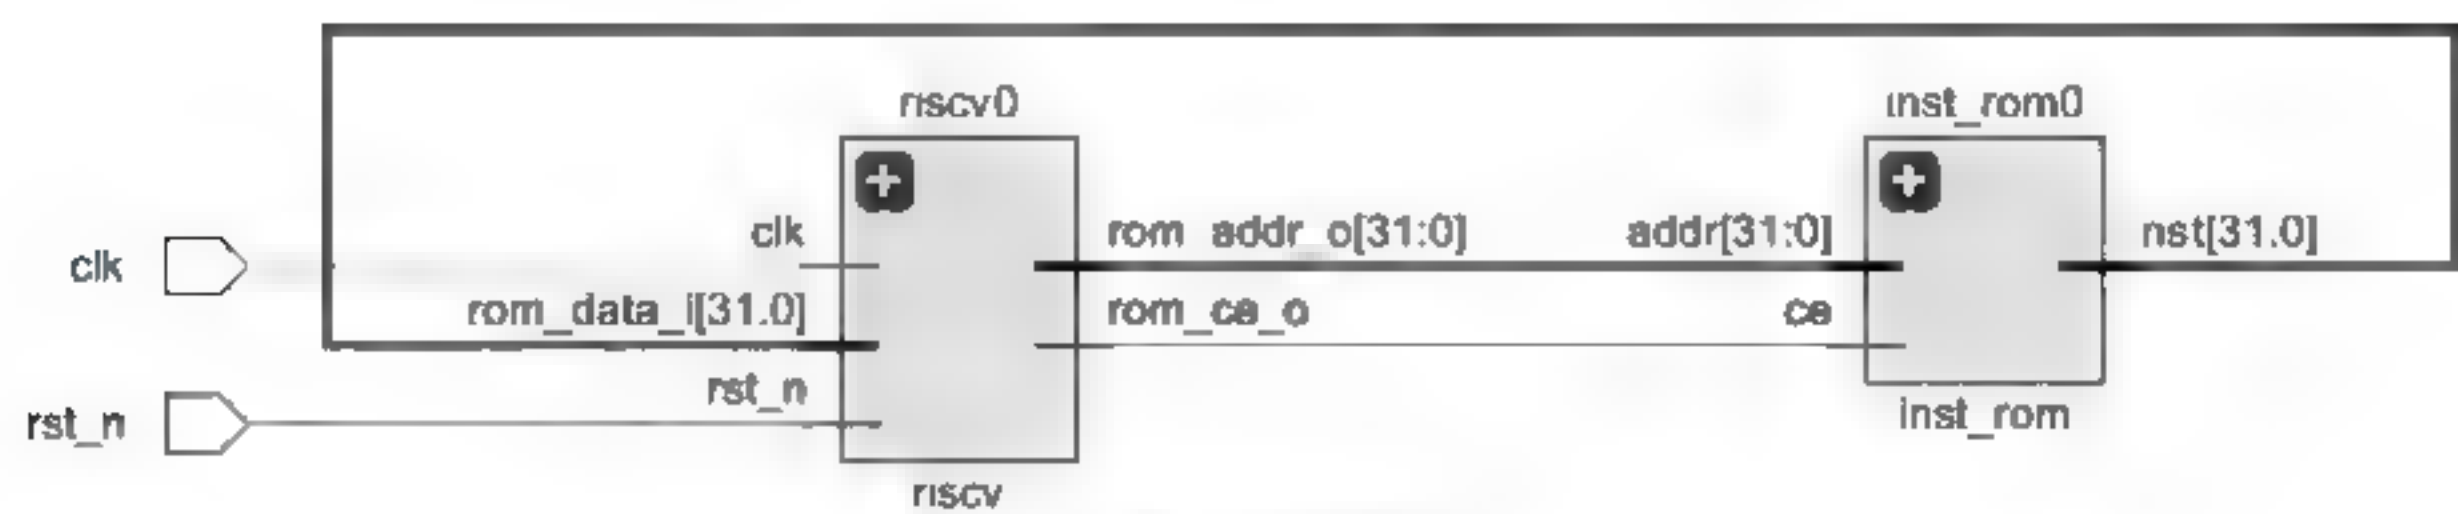 riscv0
inst_rom0
clk
rom_addr_o[31:0]
addr[31:0]
inst[31:0]
clk
rom_data_i[31:0]
rom_ce_o
ce
rst_n
rst_n
inst_rom
riscv